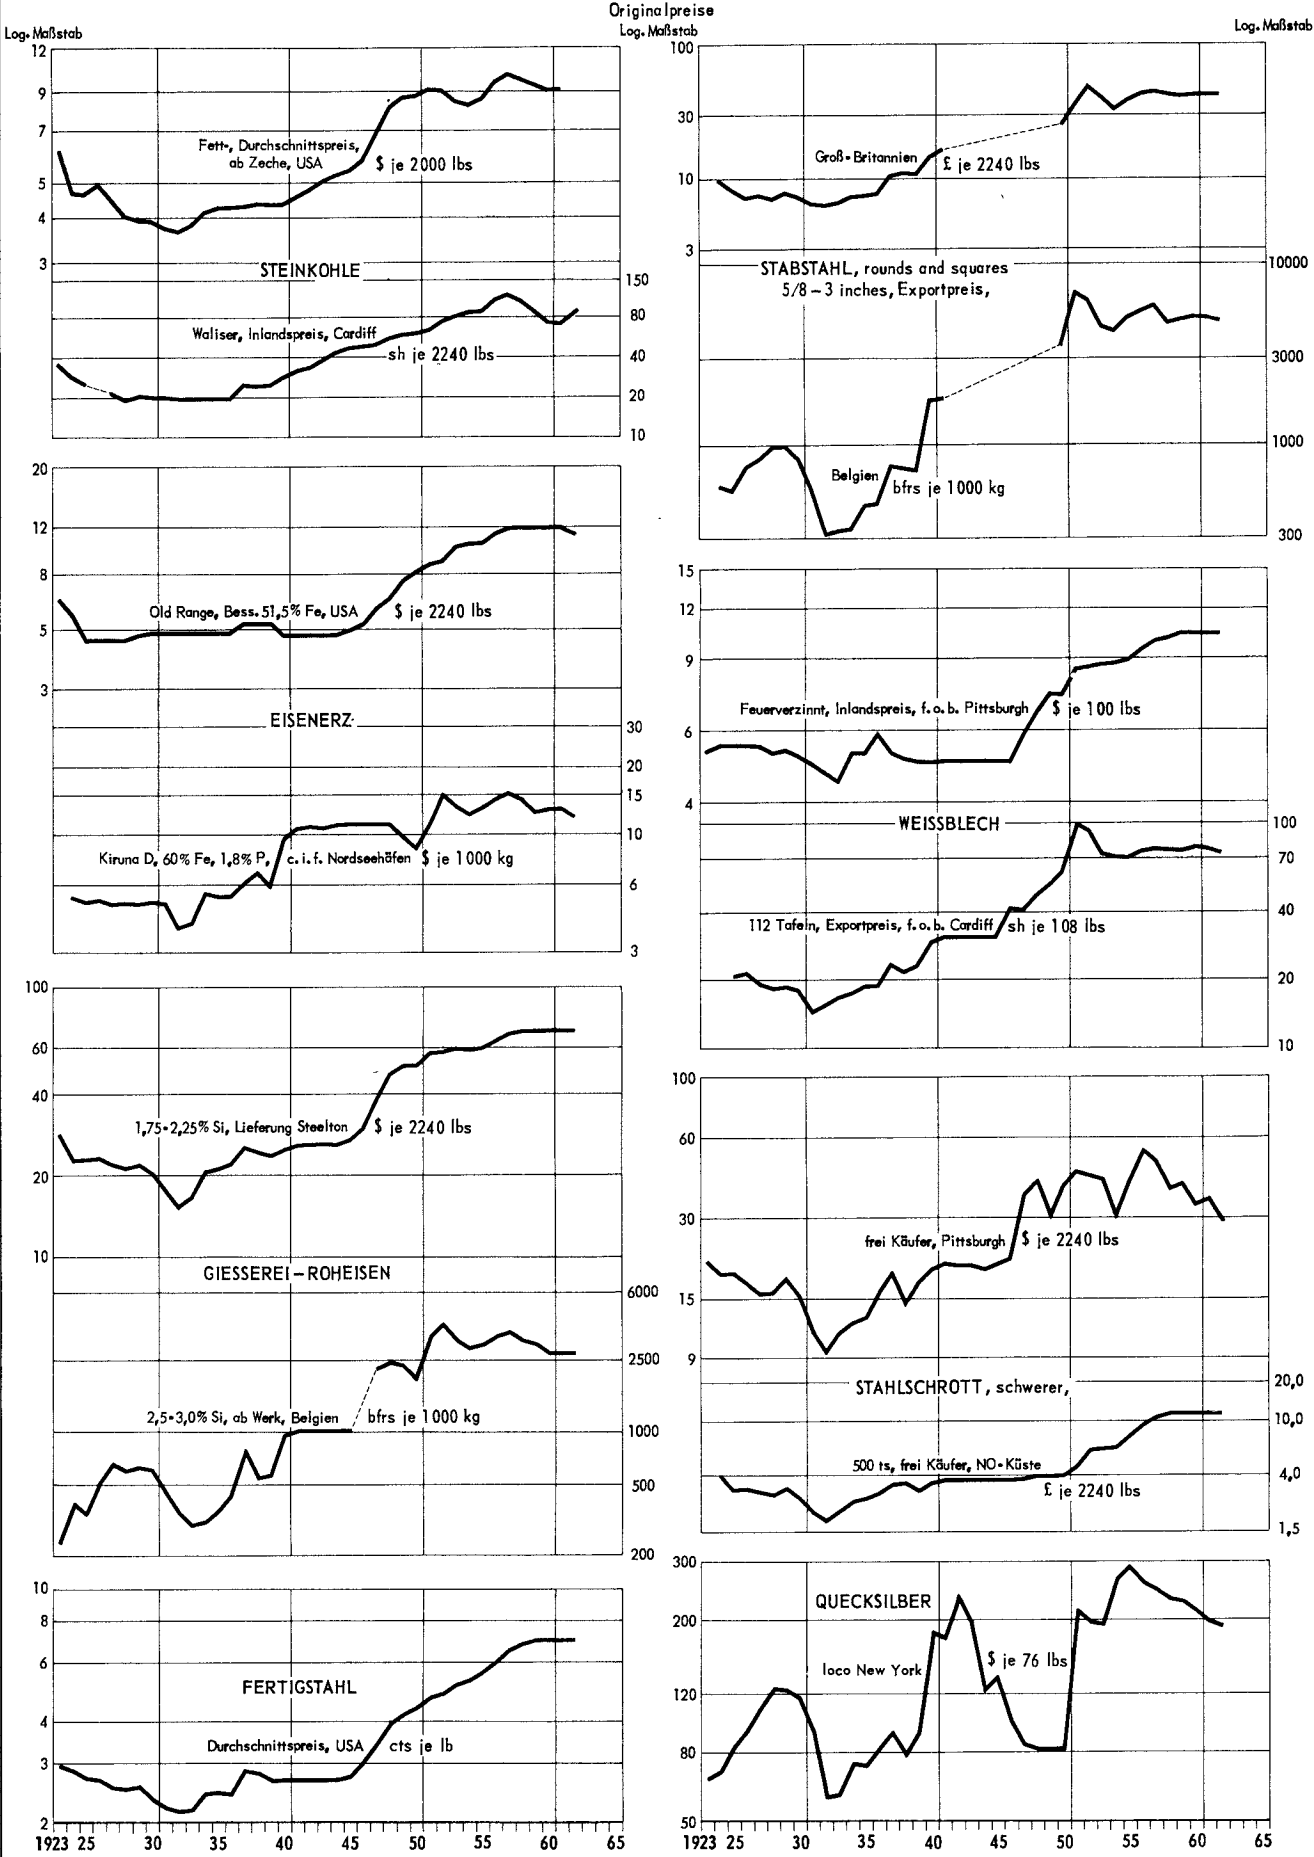 Originalpreise
Log. Maßstab
Log. Maßstab
Log. Maßstab
12
9
7
5
4
3
Fett-, Durchschnittspreis,
ab Zeche, USA
$ je 2000 lbs
STEINKOHLE
150
80
40
20
10
Waliser, Inlandspreis, Cardiff
sh je 2240 lbs
20
12
8
5
3
Old Range, Bess. 51,5% Fe, USA
$ je 2240 lbs
EISENERZ
30
20
15
10
6
3
Kiruna D, 60% Fe, 1,8% P, c.i.f. Nordseehäfen
$ je 1000 kg
100
60
40
20
10
1,75-2,25% Si, Lieferung Steelton
$ je 2240 lbs
GIESSEREI-ROHEISEN
6000
2500
1000
500
200
2,5-3,0% Si, ab Werk, Belgien
bfrs je 1000 kg
10
8
6
4
3
2
FERTIGSTAHL
Durchschnittspreis, USA
cts je lb
1923 25 30 35 40 45 50 55 60 65
100
30
10
3
Groß-Britannien
£ je 2240 lbs
STABSTAHL, rounds and squares
5/8-3 inches, Exportpreis,
10000
3000
1000
300
Belgien
bfrs je 1000 kg
15
12
9
6
4
Feuerverzinnt, Inlandspreis, f.o.b. Pittsburgh
$ je 100 lbs
WEISSBLECH
100
70
40
20
10
112 Tafeln, Exportpreis, f.o.b. Cardiff
sh je 108 lbs
100
60
30
15
9
frei Käufer, Pittsburgh
$ je 2240 lbs
STAHLSCHROTT, schwerer,
20,0
10,0
4,0
1,5
500 ts, frei Käufer, NO-Küste
£ je 2240 lbs
300
200
120
80
50
QUECKSILBER
loco New York
$ je 76 lbs
1923 25 30 35 40 45 50 55 60 65